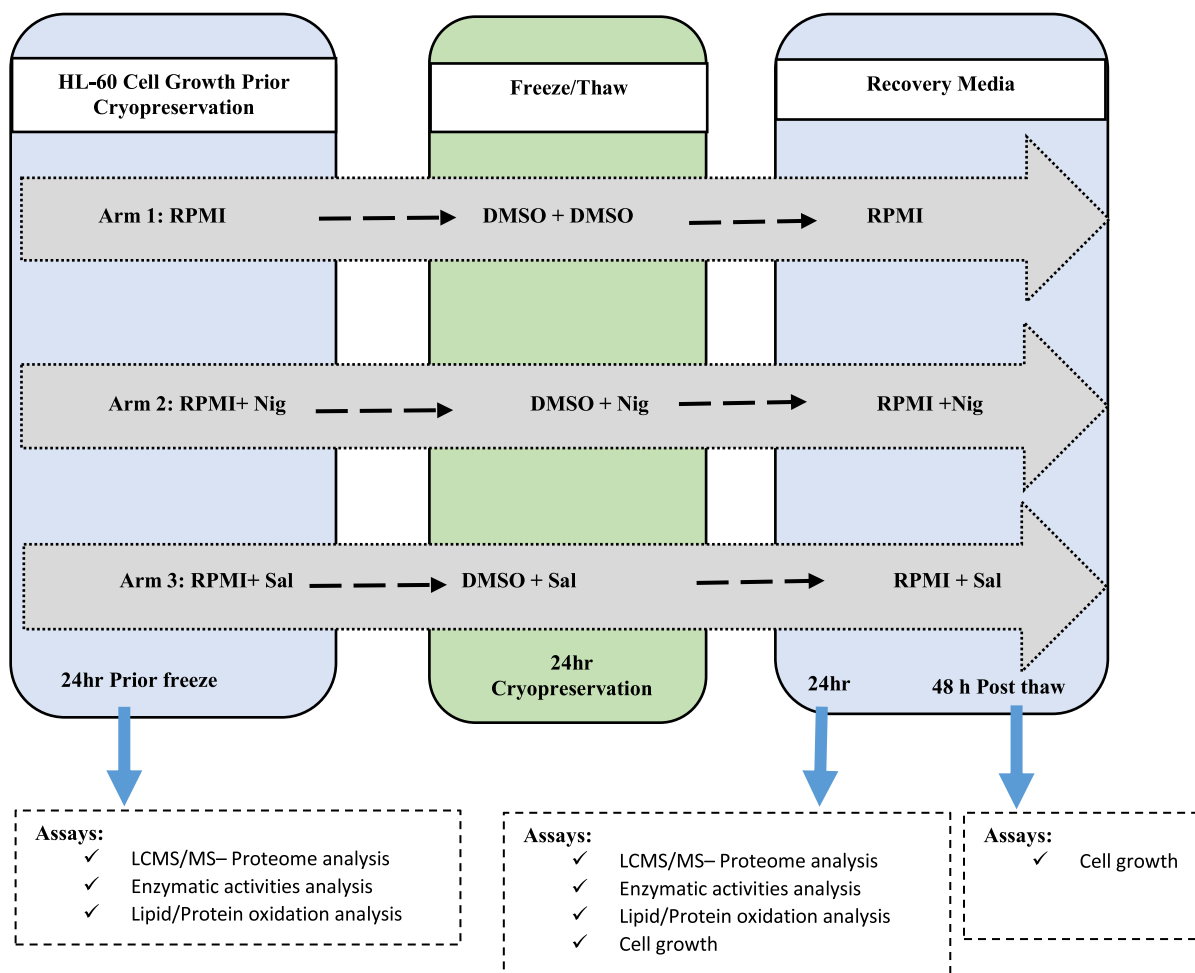 HL-60 Cell Growth Prior
Cryopreservation
Freeze/Thaw
Recovery Media
Arm 1: RPMI
DMSO + DMSO
RPMI
Arm 2: RPMI+ Nig
DMSO + Nig
RPMI +Nig
Arm 3: RPMI+ Sal
DMSO + Sal
RPMI + Sal
24hr Prior freeze
24hr
Cryopreservation
24hr
48 h Post thaw
Assays:
✓ LCMS/MS– Proteome analysis
✓ Enzymatic activities analysis
✓ Lipid/Protein oxidation analysis
Assays:
✓ LCMS/MS– Proteome analysis
✓ Enzymatic activities analysis
✓ Lipid/Protein oxidation analysis
✓ Cell growth
Assays:
✓ Cell growth